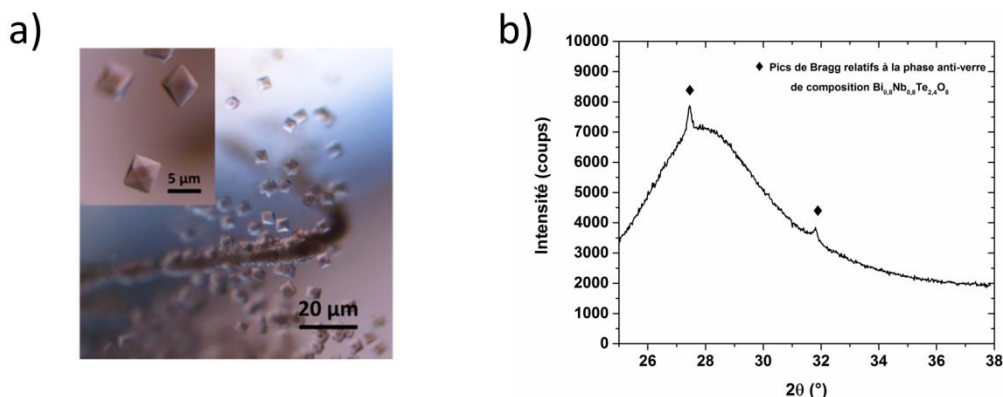 a)
5 µm
20 µm
b)
Intensité (coups)
10000
9000
8000
7000
6000
5000
4000
3000
2000
1000
0
♦ Pics de Bragg relatifs à la phase anti-verre
de composition Bi₀,₈Nb₀,₈Te₂,₄O₈
26 28 30 32 34 36 38
2θ (°)